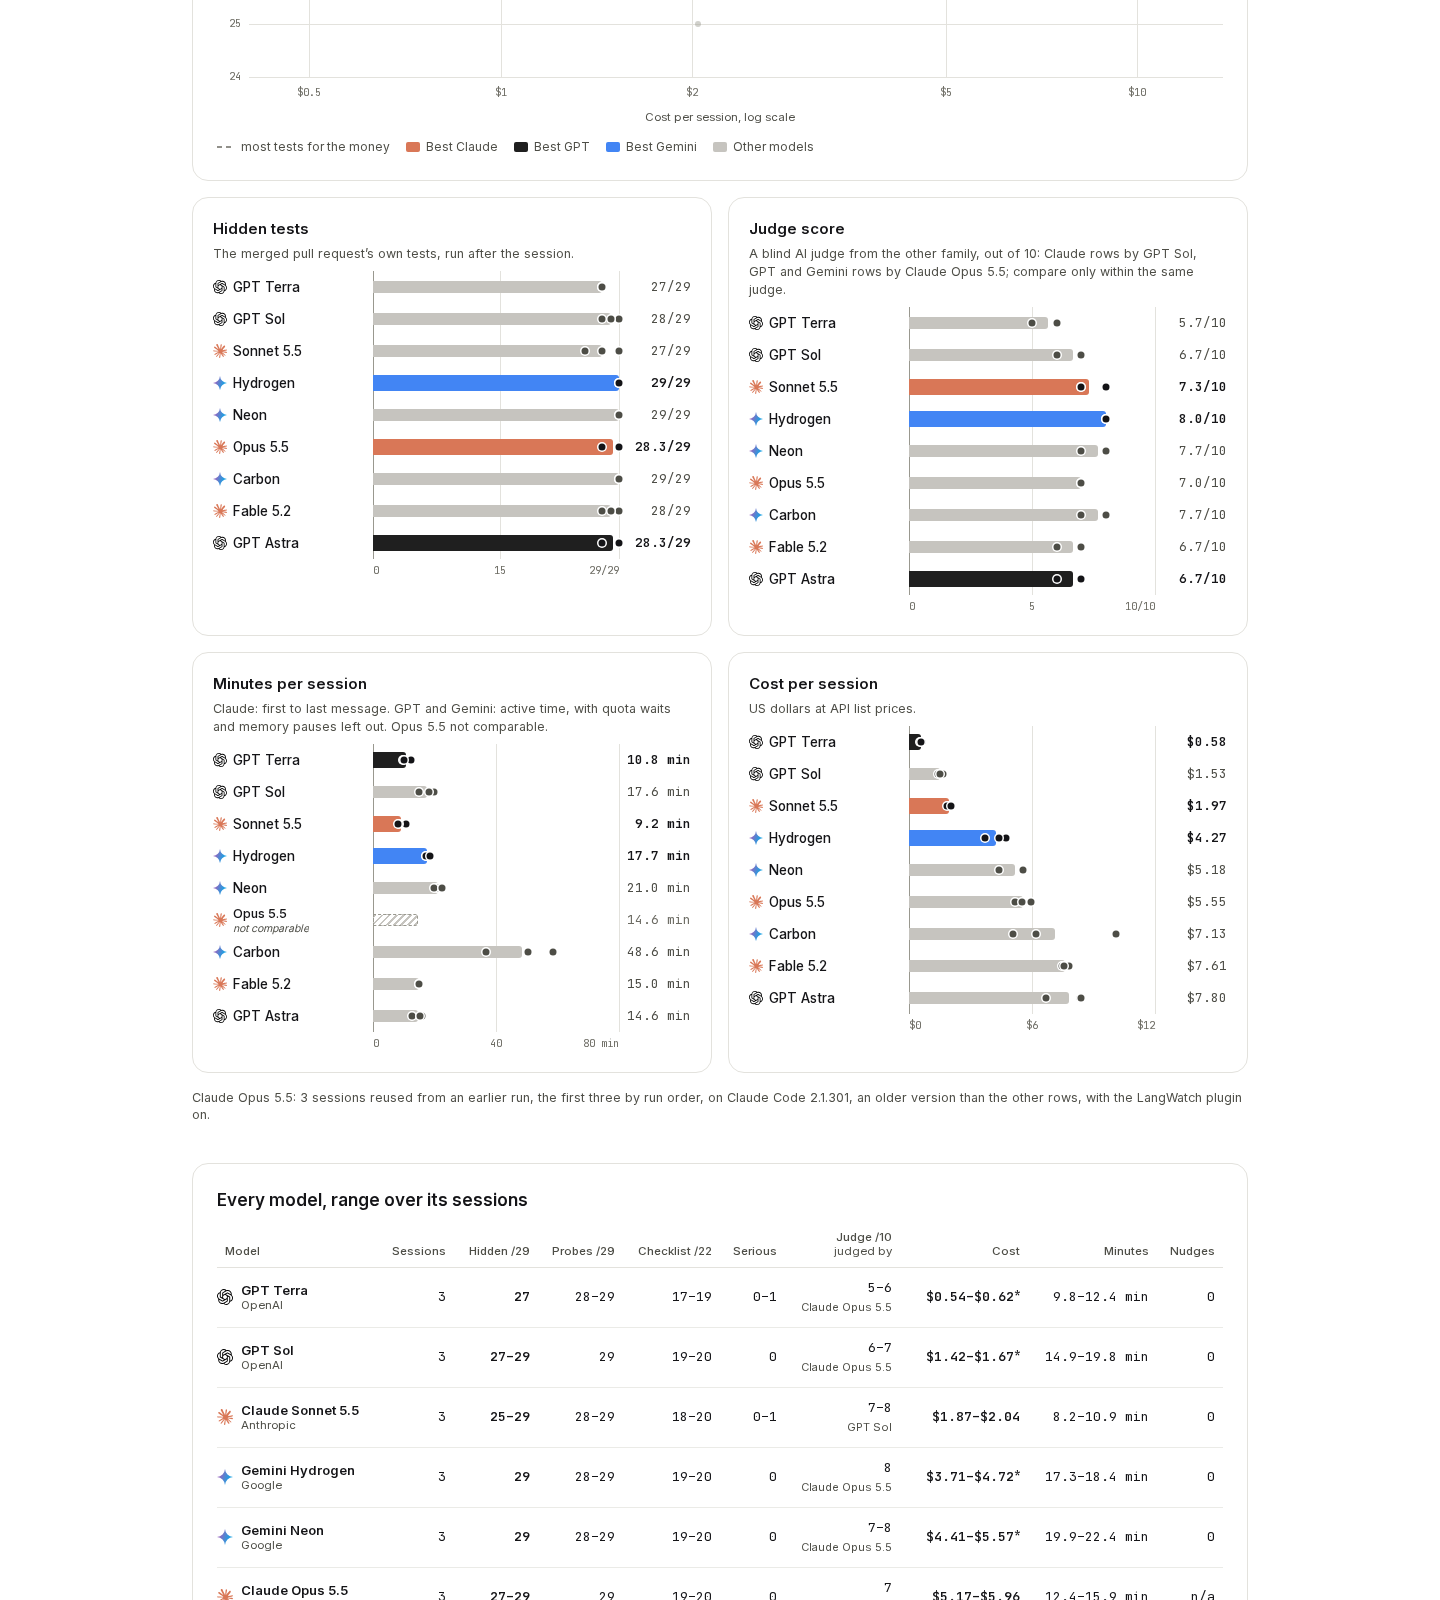 25
24
$0.5 $1 $2 $5 $10
Cost per session, log scale
most tests for the money Best Claude Best GPT Best Gemini Other models
Hidden tests
The merged pull request’s own tests, run after the session.
GPT Terra 27/29
GPT Sol 28/29
Sonnet 5.5 27/29
Hydrogen 29/29
Neon 29/29
Opus 5.5 28.3/29
Carbon 29/29
Fable 5.2 28/29
GPT Astra 28.3/29
0 15 29/29
Judge score
A blind AI judge from the other family, out of 10: Claude rows by GPT Sol,
GPT and Gemini rows by Claude Opus 5.5; compare only within the same
judge.
GPT Terra 5.7/10
GPT Sol 6.7/10
Sonnet 5.5 7.3/10
Hydrogen 8.0/10
Neon 7.7/10
Opus 5.5 7.0/10
Carbon 7.7/10
Fable 5.2 6.7/10
GPT Astra 6.7/10
0 5 10/10
Minutes per session
Claude: first to last message. GPT and Gemini: active time, with quota waits
and memory pauses left out. Opus 5.5 not comparable.
GPT Terra 10.8 min
GPT Sol 17.6 min
Sonnet 5.5 9.2 min
Hydrogen 17.7 min
Neon 21.0 min
Opus 5.5 14.6 min
not comparable
Carbon 48.6 min
Fable 5.2 15.0 min
GPT Astra 14.6 min
0 40 80 min
Cost per session
US dollars at API list prices.
GPT Terra $0.58
GPT Sol $1.53
Sonnet 5.5 $1.97
Hydrogen $4.27
Neon $5.18
Opus 5.5 $5.55
Carbon $7.13
Fable 5.2 $7.61
GPT Astra $7.80
$0 $6 $12
Claude Opus 5.5: 3 sessions reused from an earlier run, the first three by run order, on Claude Code 2.1.301, an older version than the other rows, with the LangWatch plugin
on.
Every model, range over its sessions
Model Sessions Hidden /29 Probes /29 Checklist /22 Serious Judge /10 judged by Cost Minutes Nudges
GPT Terra 3 27 28–29 17–19 0–1 5–6 $0.54–$0.62* 9.8–12.4 min 0
OpenAI Claude Opus 5.5
GPT Sol 3 27–29 29 19–20 0 6–7 $1.42–$1.67* 14.9–19.8 min 0
OpenAI Claude Opus 5.5
Claude Sonnet 5.5 3 25–29 28–29 18–20 0–1 7–8 $1.87–$2.04 8.2–10.9 min 0
Anthropic GPT Sol
Gemini Hydrogen 3 29 28–29 19–20 0 8 $3.71–$4.72* 17.3–18.4 min 0
Google Claude Opus 5.5
Gemini Neon 3 29 28–29 19–20 0 7–8 $4.41–$5.57* 19.9–22.4 min 0
Google Claude Opus 5.5
Claude Opus 5.5 3 27–29 29 19–20 0 7 $5.17–$5.96 12.4–15.9 min n/a